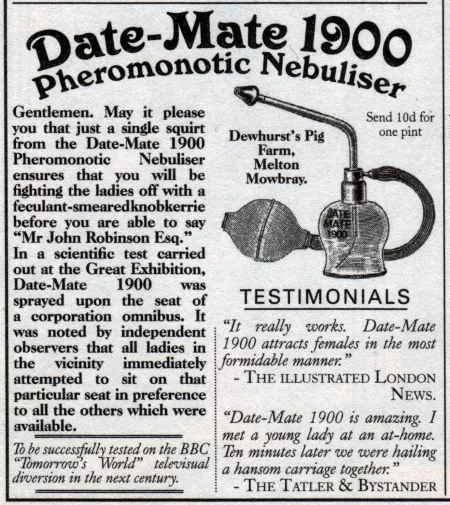 Date-Mate 1900
Pheromonotic Nebuliser
Gentlemen. May it please
you that just a single squirt
from the Date-Mate 1900
Pheromonotic Nebuliser
ensures that you will be
fighting the ladies off with a
feculant-smeared knobkerrie
before you are able to say
"Mr John Robinson Esq."
In a scientific test carried
out at the Great Exhibition,
Date-Mate 1900 was
sprayed upon the seat of
a corporation omnibus. It
was noted by independent
observers that all ladies in
the vicinity immediately
attempted to sit on that
particular seat in preference
to all the others which were
available.
To be successfully tested on the BBC
"Tomorrow's World" televisual
diversion in the next century.
Send 10d for
one pint
Dewhurst's Pig
Farm,
Melton
Mowbray.
DATE
MATE
1900
TESTIMONIALS
"It really works. Date-Mate
1900 attracts females in the most
formidable manner."
- THE ILLUSTRATED LONDON
NEWS.
"Date-Mate 1900 is amazing. I
met a young lady at an at-home.
Ten minutes later we were hailing
a hansom carriage together."
- THE TATLER & BYSTANDER